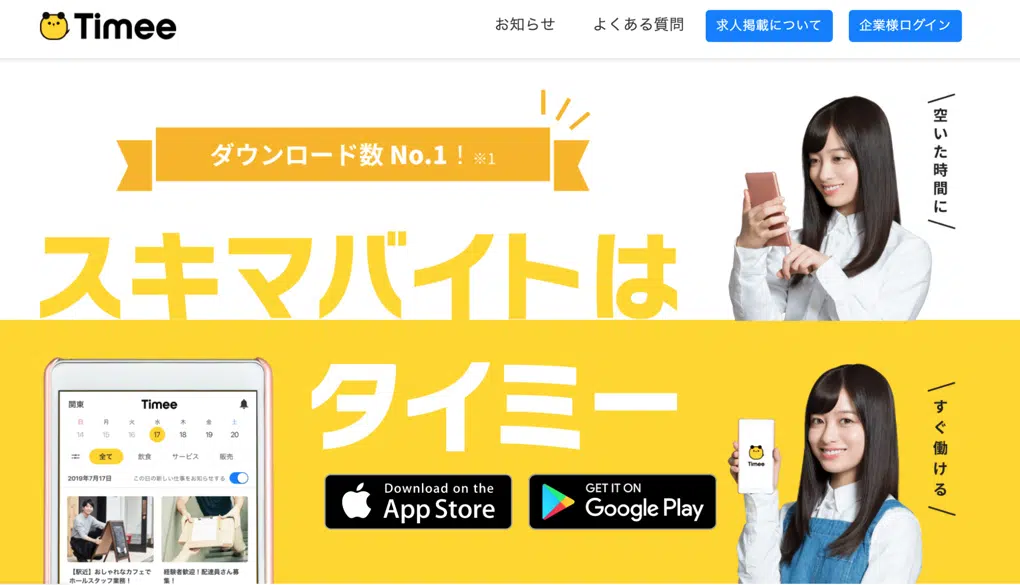 Timee
お知らせ
よくある質問
求人掲載について
企業様ログイン
ダウンロード数 No.1！※1
空いた時間に
スキマバイトは
タイミー
関東
Timee
日 月 火 水 木 金 土
14 15 16 17 18 19 20
全て 飲食 サービス 販売
2019年7月17日 この日の新しい仕事をお知らせする
【駅近】おしゃれなカフェで
ホールスタッフ業務！
経験者歓迎！配達員さん募
集！
Download on the
App Store
GET IT ON
Google Play
Timee
すぐ働ける